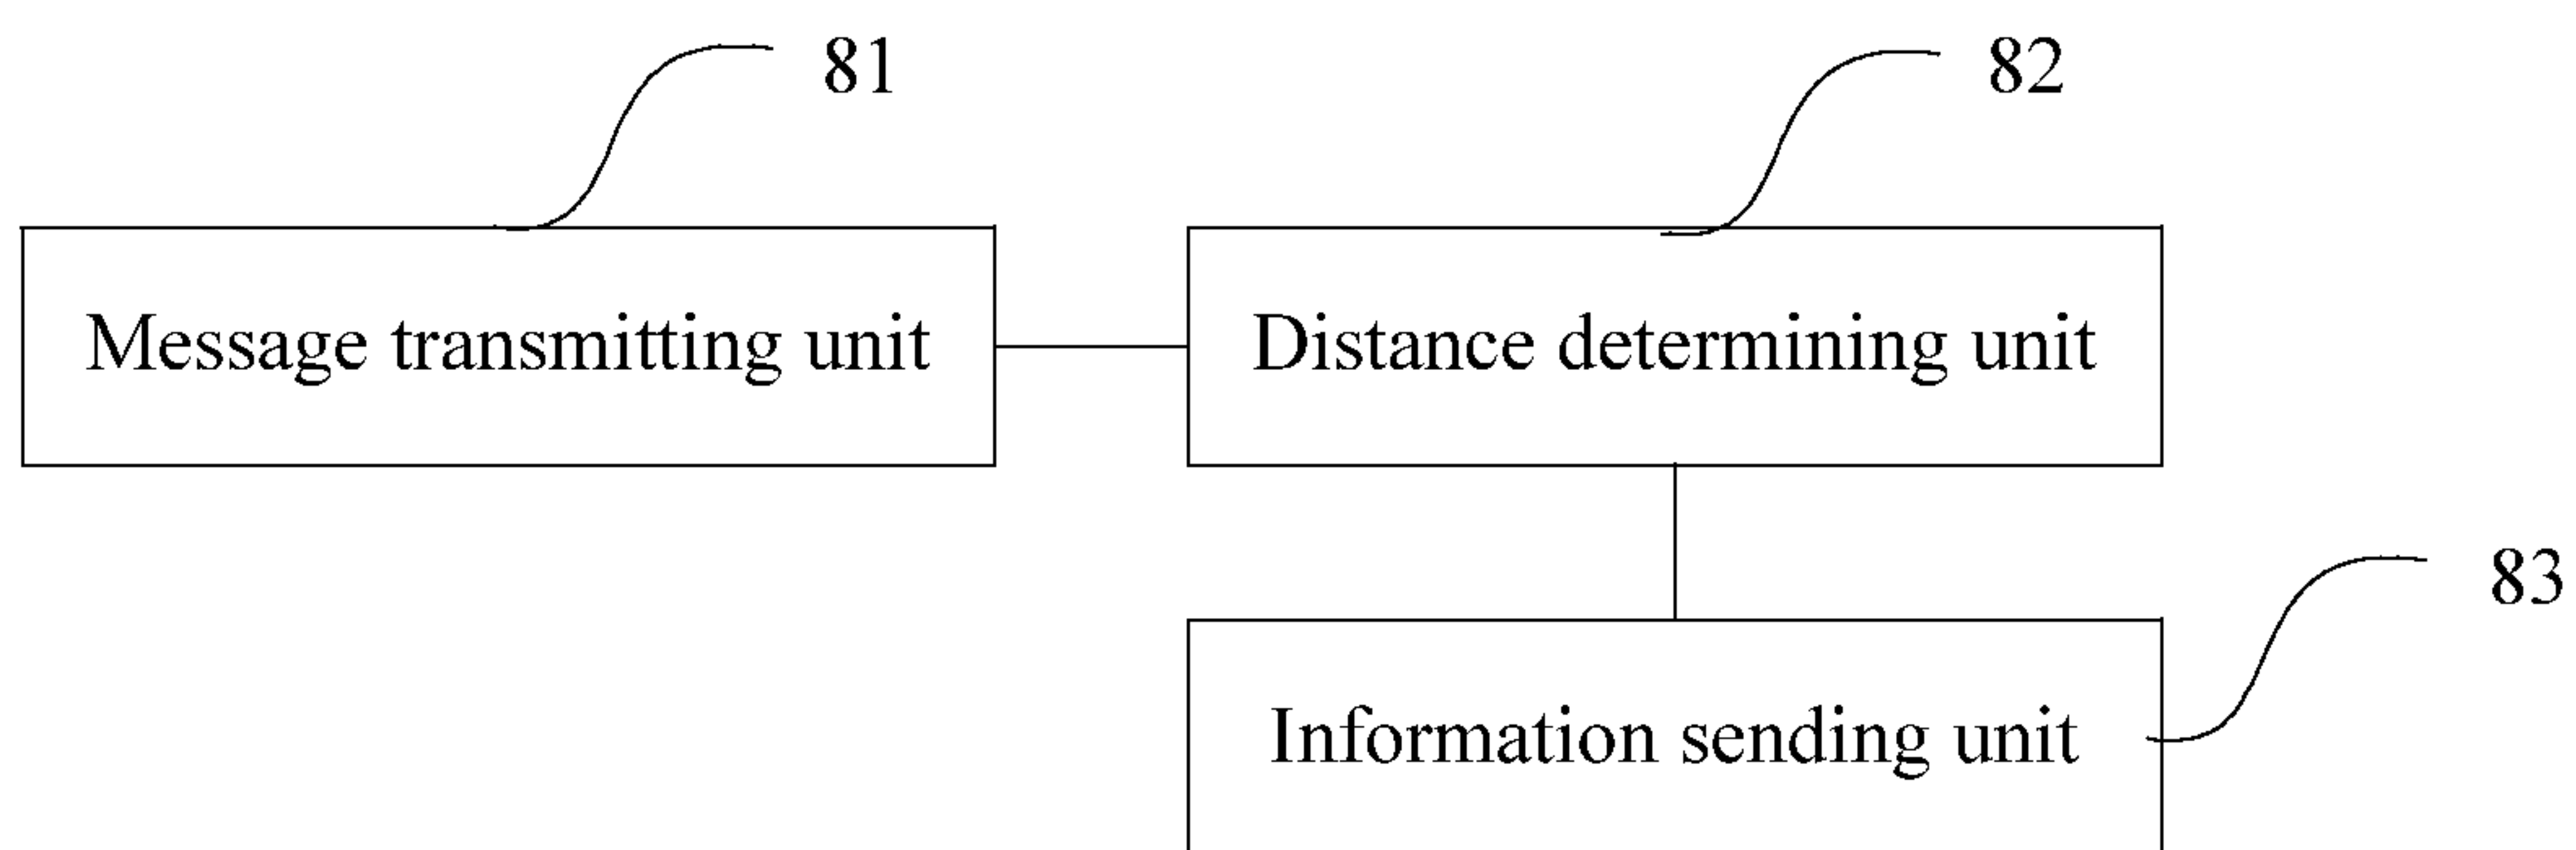 81
82
Message transmitting unit
Distance determining unit
83
Information sending unit